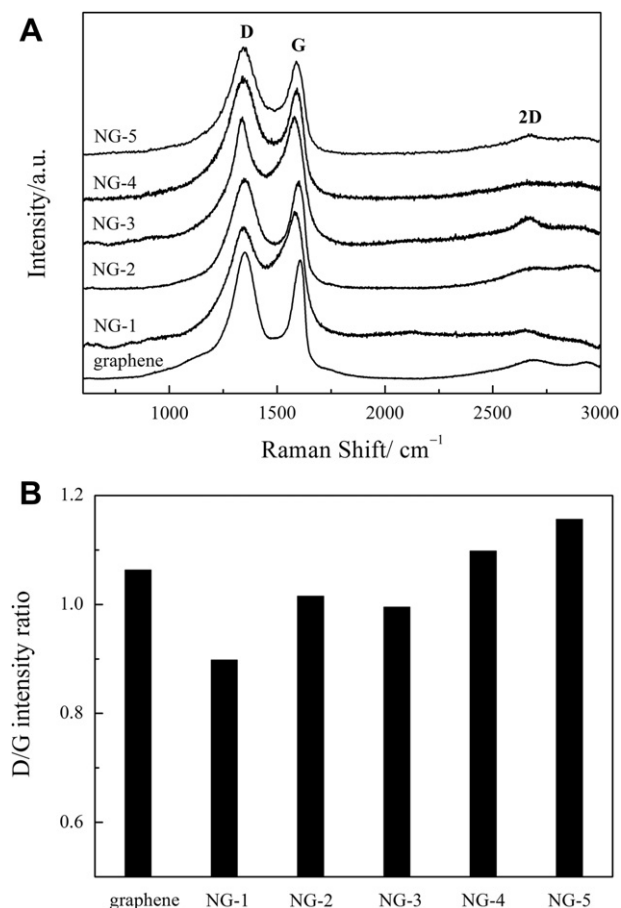 A
D
G
2D
NG-5
NG-4
NG-3
NG-2
NG-1
graphene
Intensity/a.u.
1000 1500 2000 2500 3000
Raman Shift/ cm⁻¹
B
1.2
1.0
0.8
0.6
D/G intensity ratio
graphene NG-1 NG-2 NG-3 NG-4 NG-5